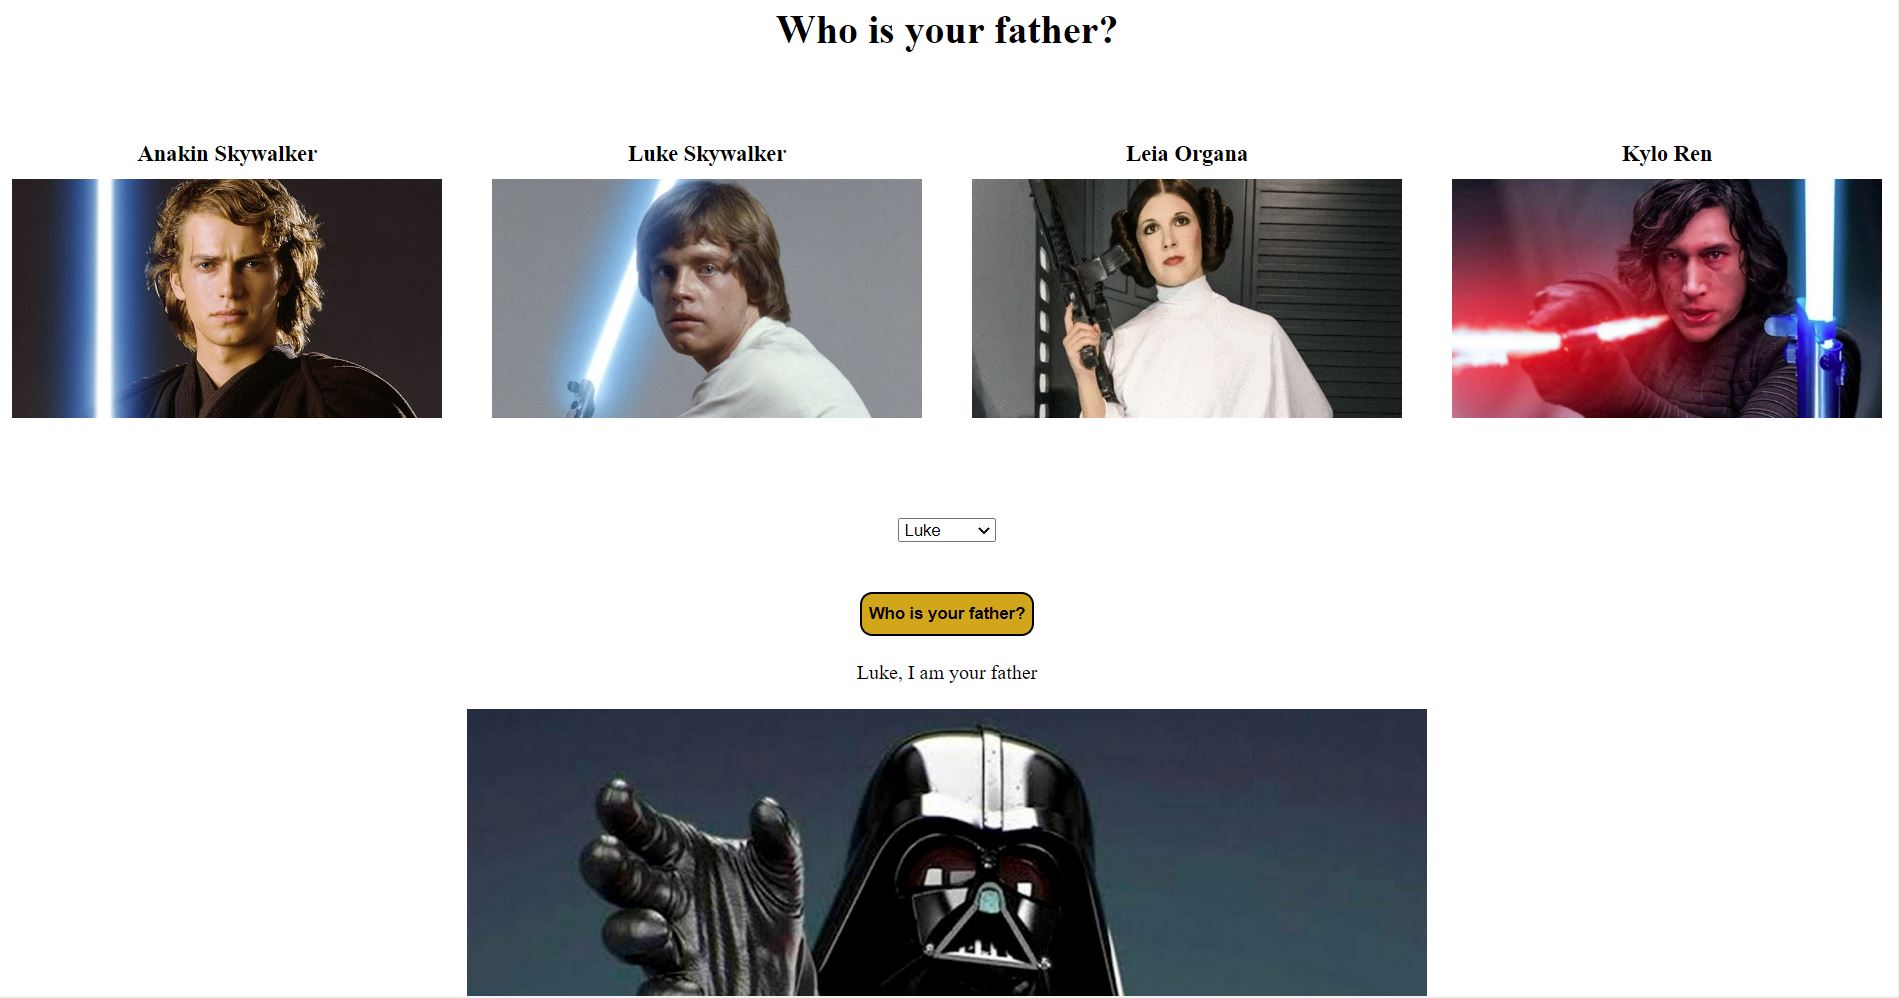 Who is your father?
Anakin Skywalker
Luke Skywalker
Leia Organa
Kylo Ren
Luke
Who is your father?
Luke, I am your father